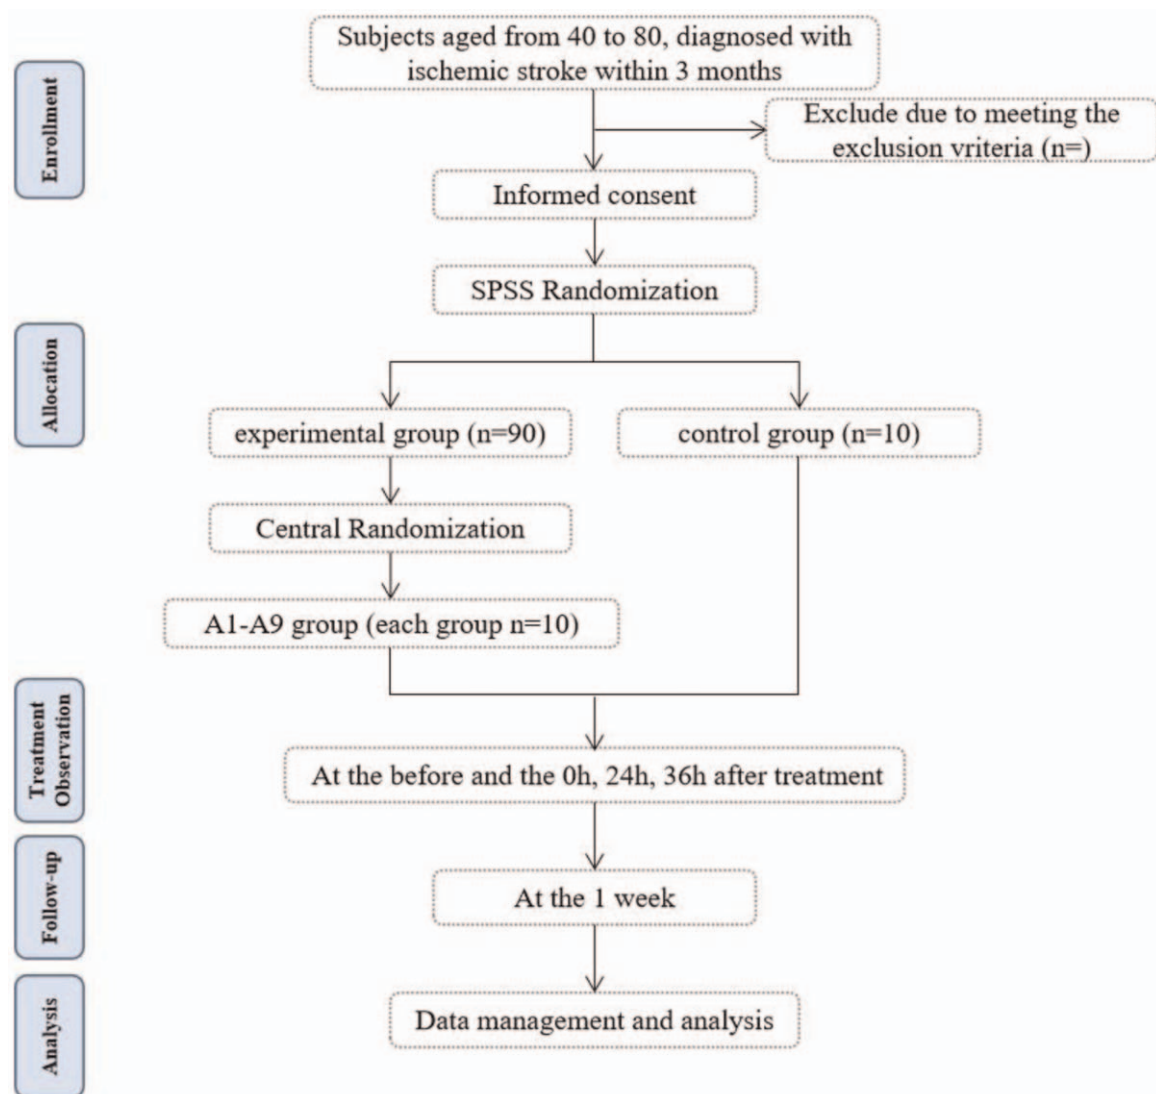 Subjects aged from 40 to 80, diagnosed with
ischemic stroke within 3 months
Enrollment
Exclude due to meeting the
exclusion vriteria (n=)
Informed consent
SPSS Randomization
Allocation
experimental group (n=90)
control group (n=10)
Central Randomization
A1-A9 group (each group n=10)
Treatment
Observation
At the before and the 0h, 24h, 36h after treatment
Follow-up
At the 1 week
Analysis
Data management and analysis